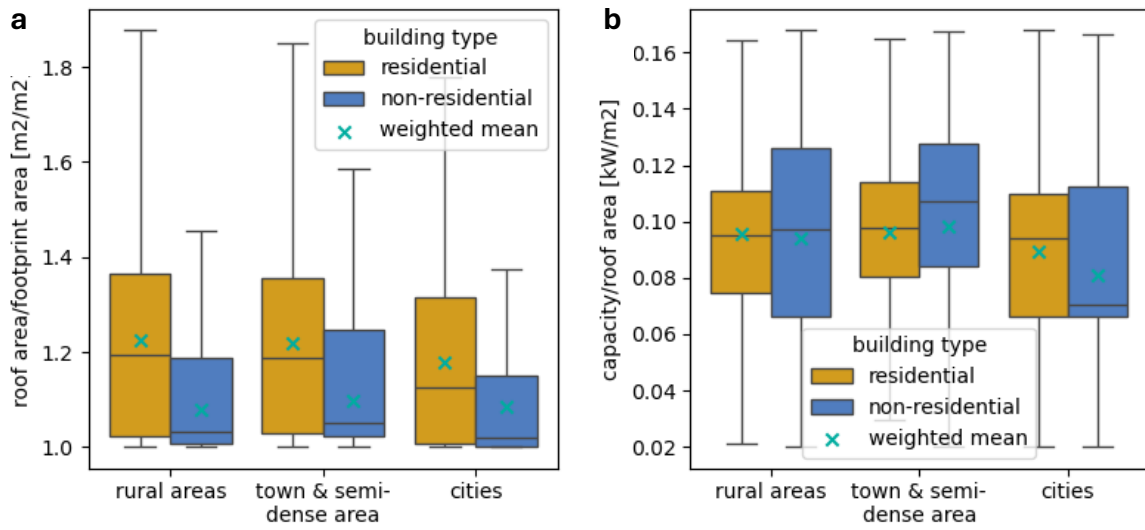 a
roof area/footprint area [m2/m2]
1.8
1.6
1.4
1.2
1.0
building type
residential
non-residential
weighted mean
rural areas
town & semi-
dense area
cities
b
capacity/roof area [kW/m2]
0.16
0.14
0.12
0.10
0.08
0.06
0.04
0.02
building type
residential
non-residential
weighted mean
rural areas
town & semi-
dense area
cities